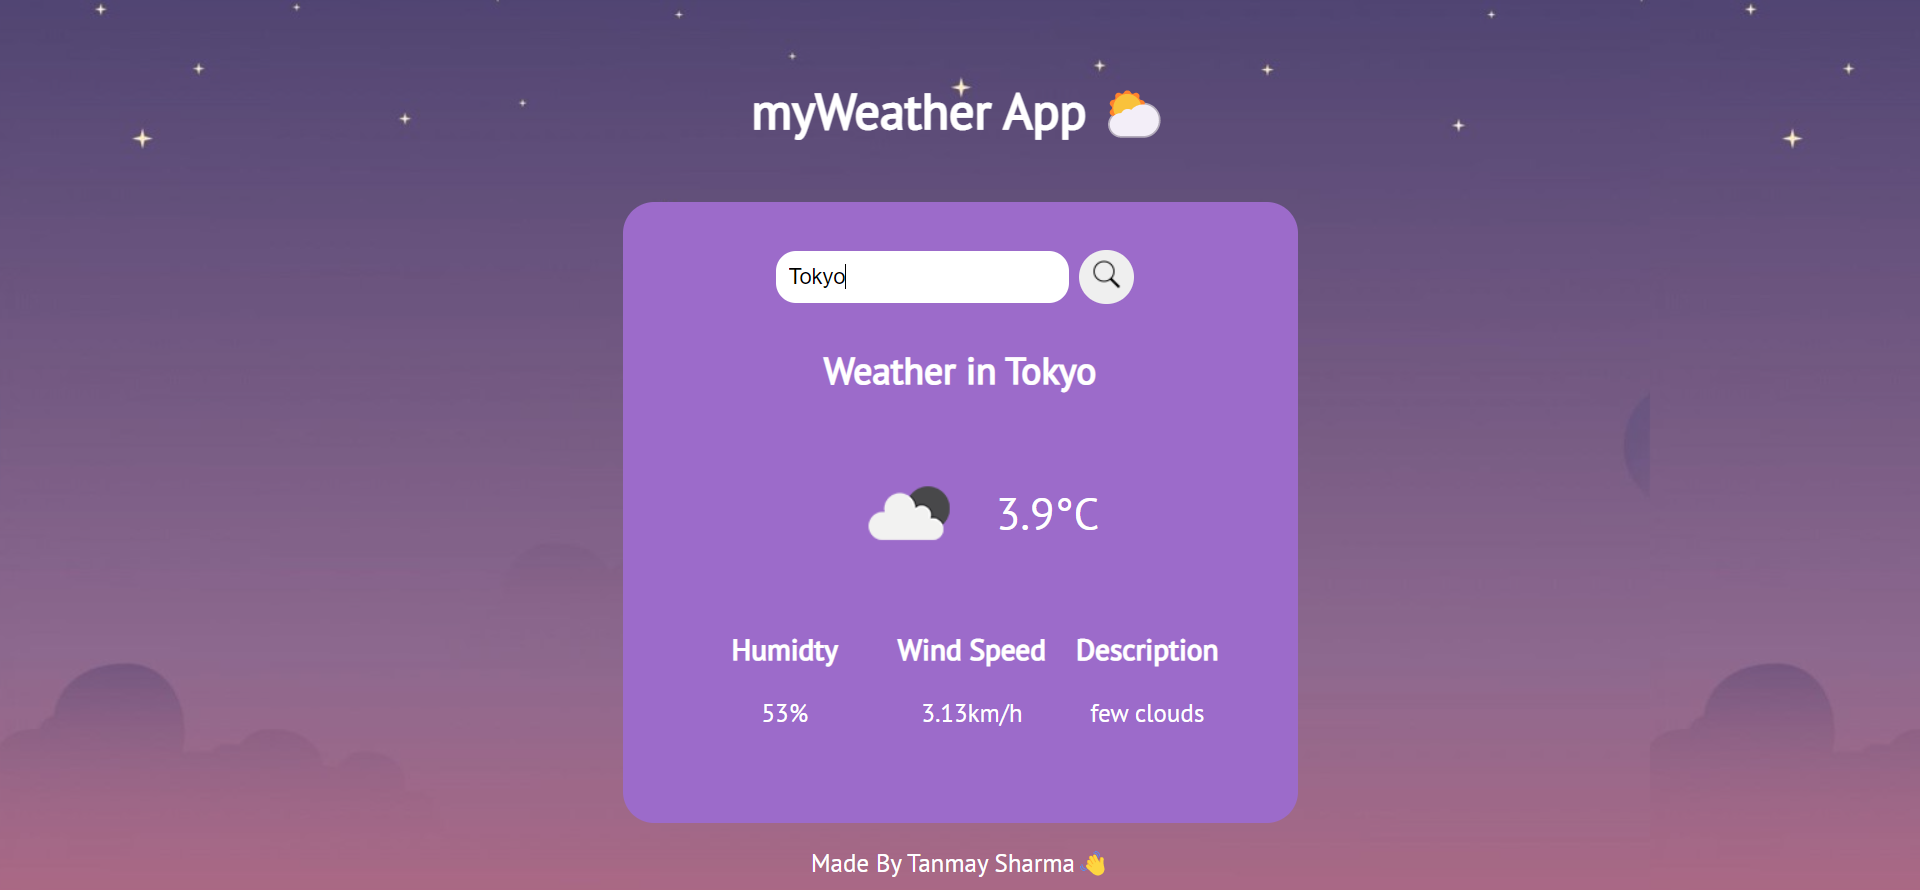 myWeather App
Tokyo
Weather in Tokyo
3.9°C
Humidty Wind Speed Description
53% 3.13km/h few clouds
Made By Tanmay Sharma 👋